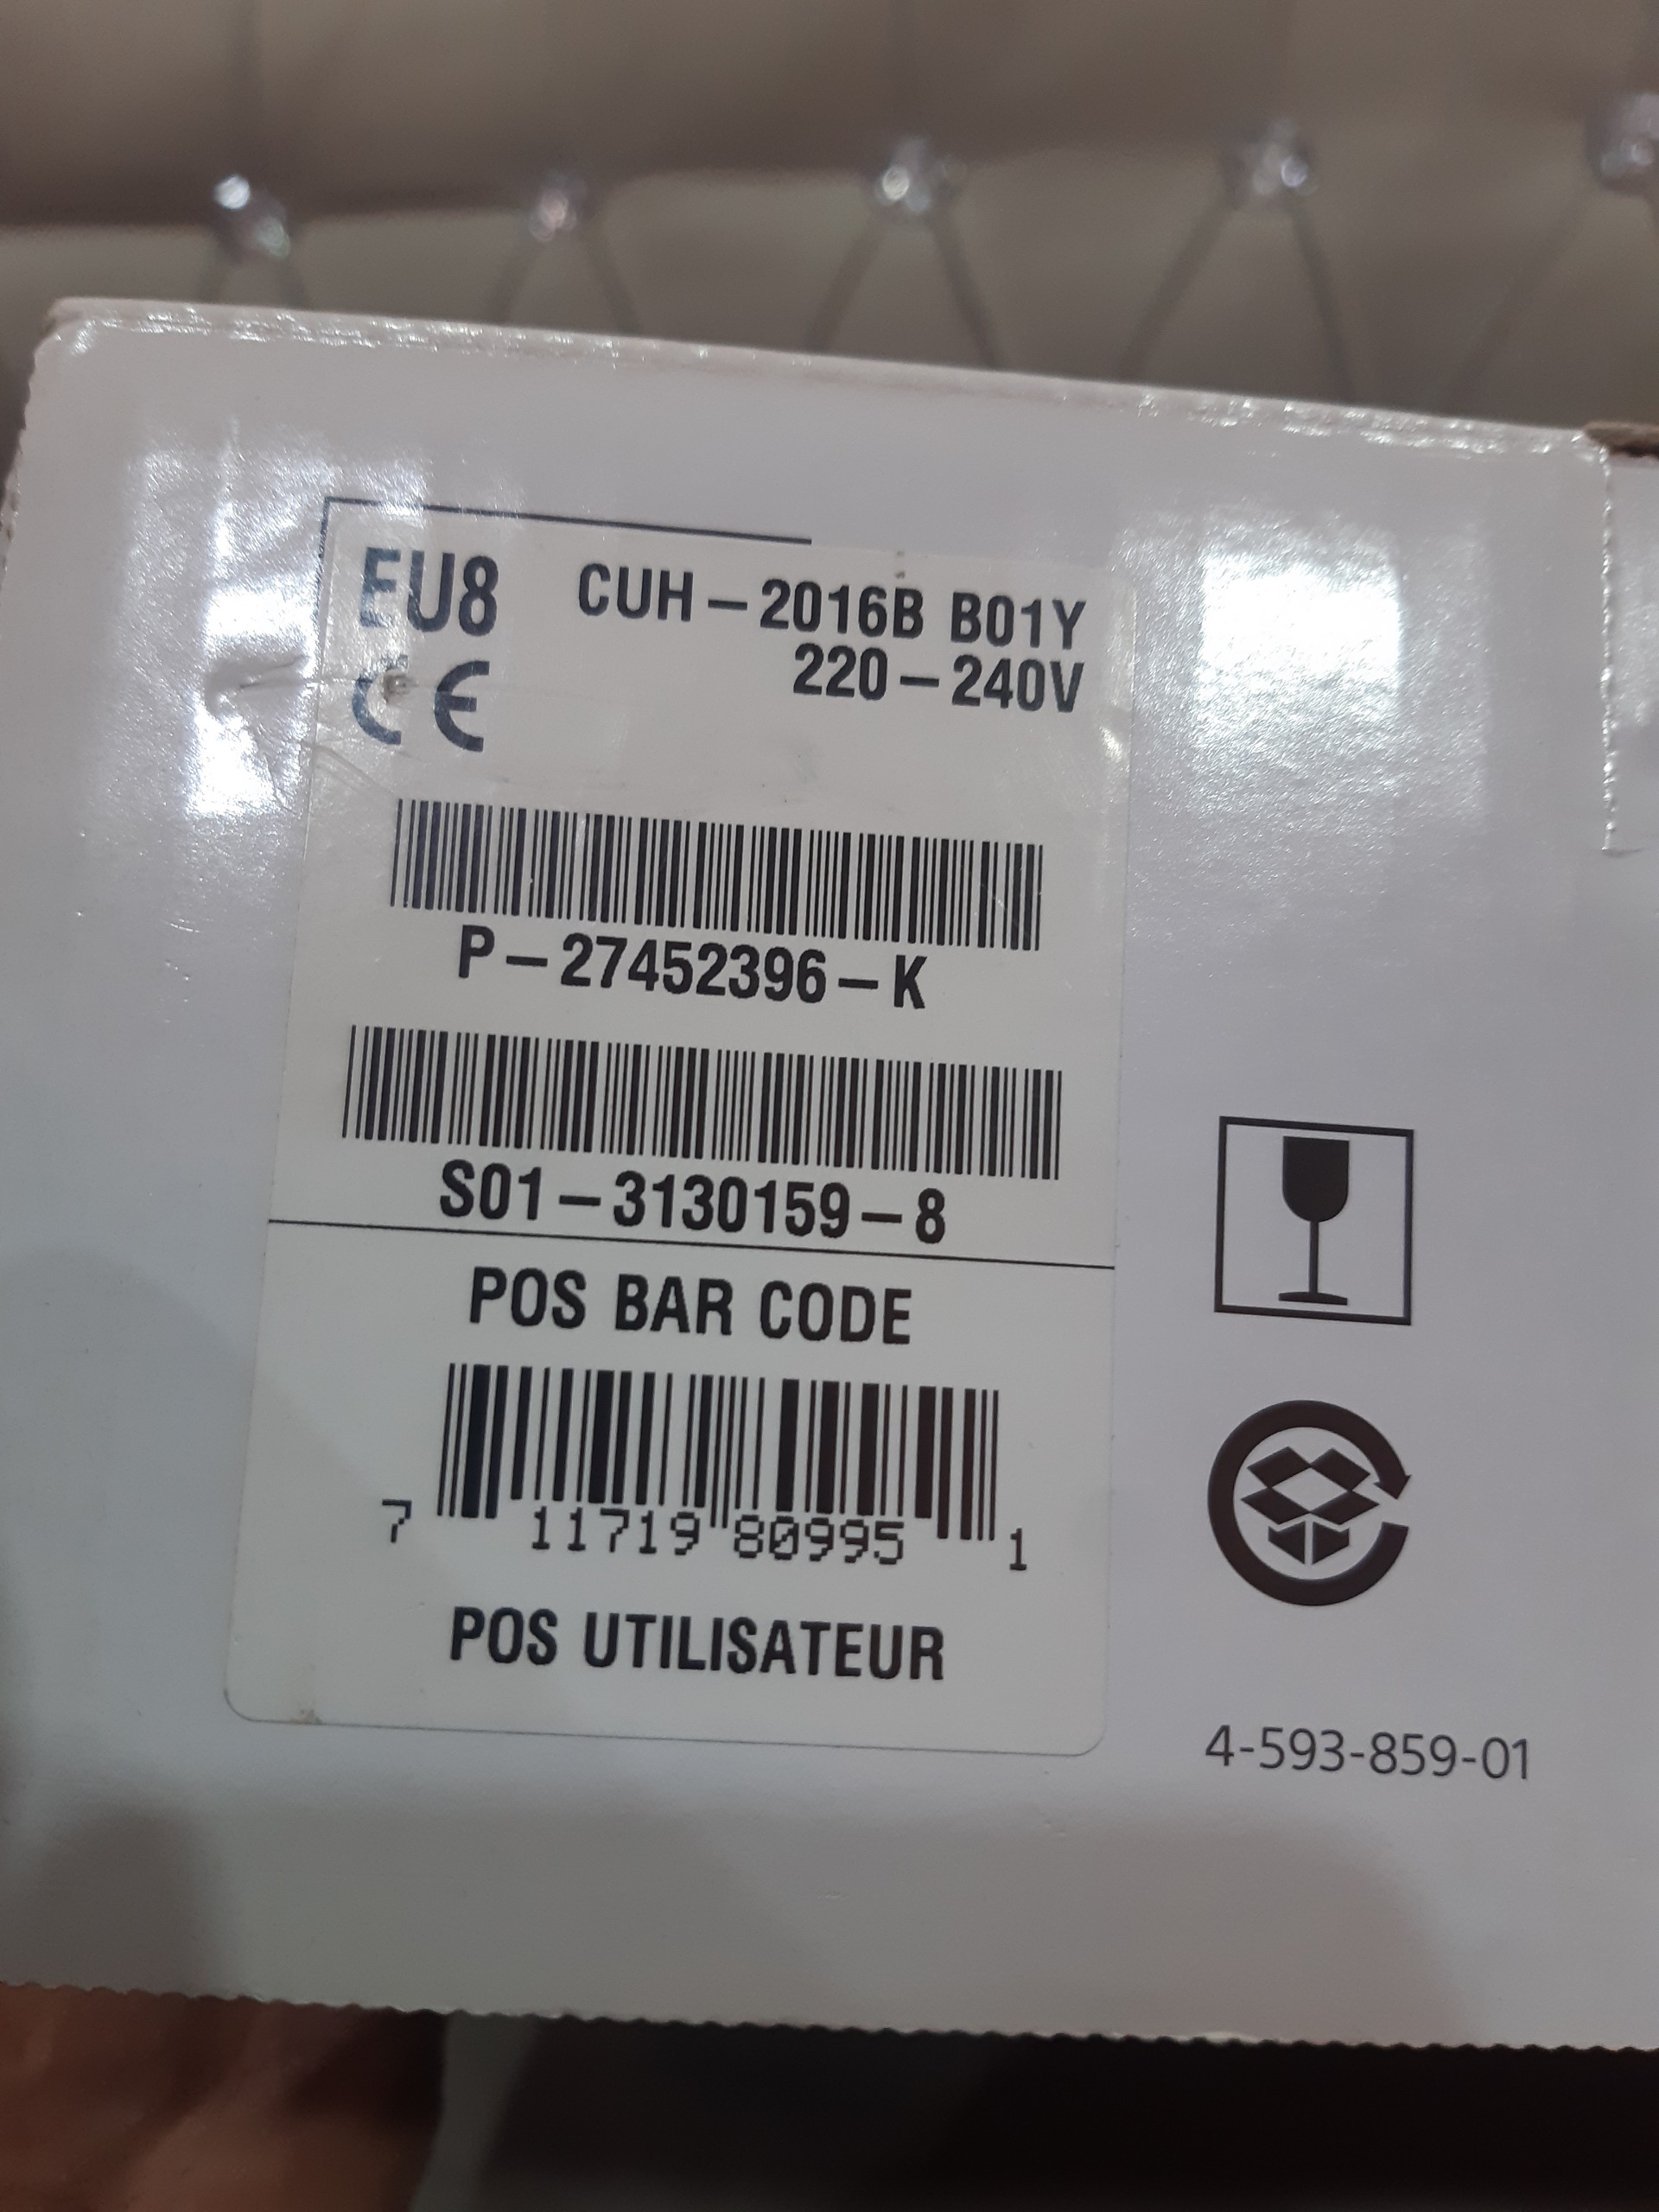 EU8 CUH-2016B B01Y
CE 220-240V
P-27452396-K
S01-3130159-8
POS BAR CODE
7 11719 80995 1
POS UTILISATEUR
4-593-859-01